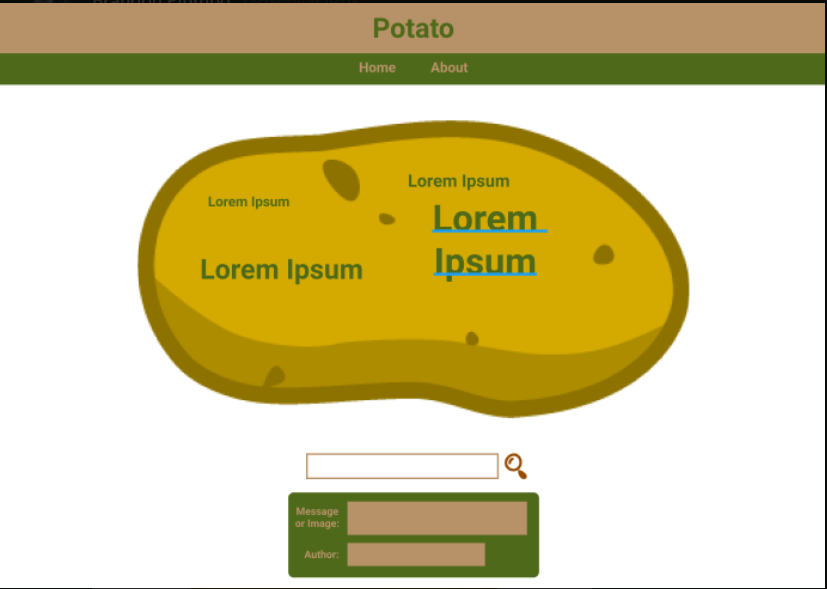 Potato
Home About
Lorem Ipsum
Lorem Ipsum
Lorem
Ipsum
Lorem Ipsum
Message
or Image:
Author: